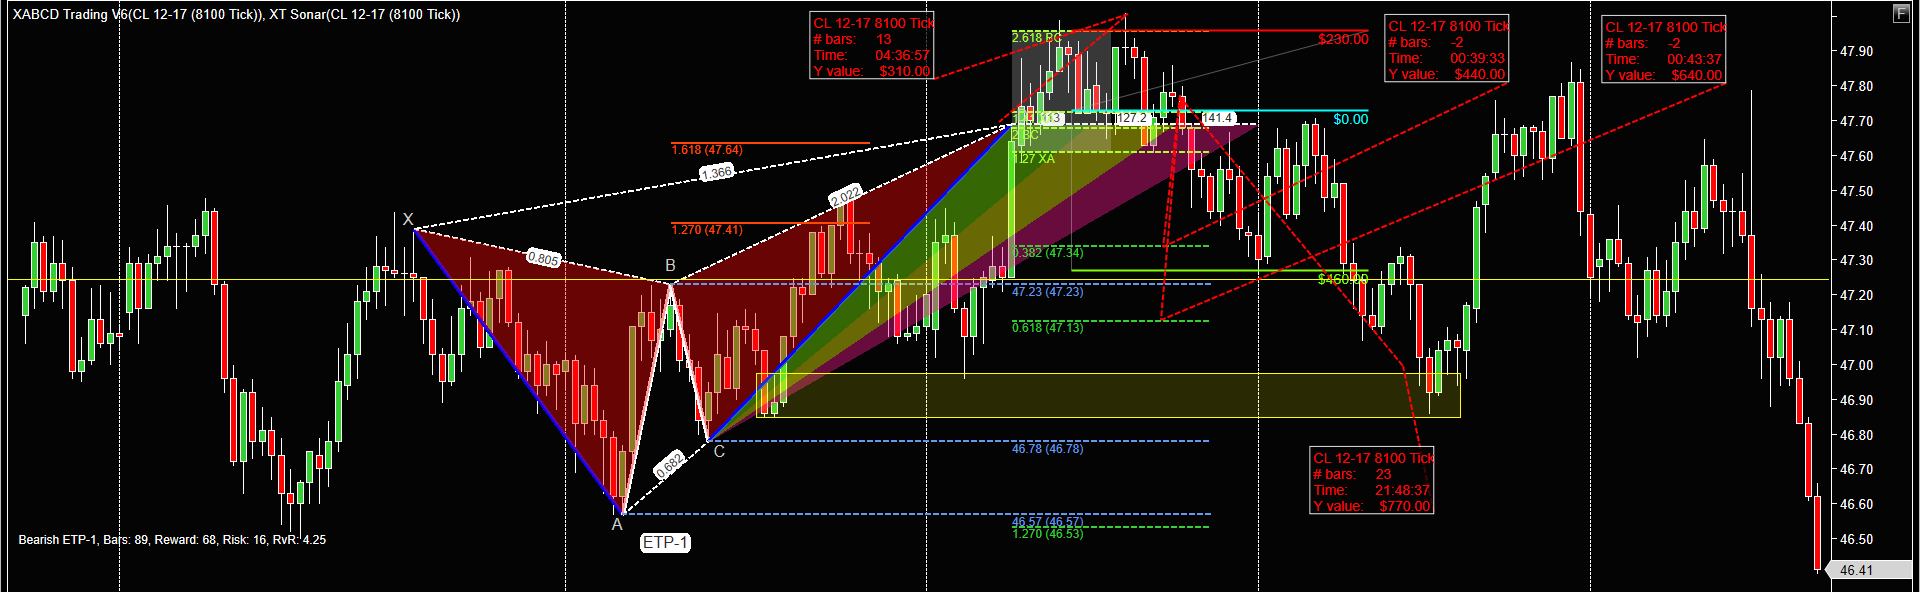 XABCD Trading V6(CL 12-17 (8100 Tick)), XT Sonar(CL 12-17 (8100 Tick))
F
CL 12-17 8100 Tick
# bars: 13
Time: 04:36:57
Y value: $310.00
CL 12-17 8100 Tick
# bars: -2
Time: 00:39:33
Y value: $440.00
CL 12-17 8100 Tick
# bars: -2
Time: 00:43:37
Y value: $640.00
2.618 BC
$230.00
$0.00
127.2
141.4
1.27 XA
1.618 (47.64)
1.366
2.022
X
1.270 (47.41)
0.805
B
0.382 (47.34)
$460.00
47.23 (47.23)
0.618 (47.13)
46.78 (46.78)
C
0.682
CL 12-17 8100 Tick
# bars: 23
Time: 21:48:37
Y value: $770.00
A
46.57 (46.57)
1.270 (46.53)
ETP-1
Bearish ETP-1, Bars: 89, Reward: 68, Risk: 16, RvR: 4.25
47.90
47.80
47.70
47.60
47.50
47.40
47.30
47.20
47.10
47.00
46.90
46.80
46.70
46.60
46.50
46.41